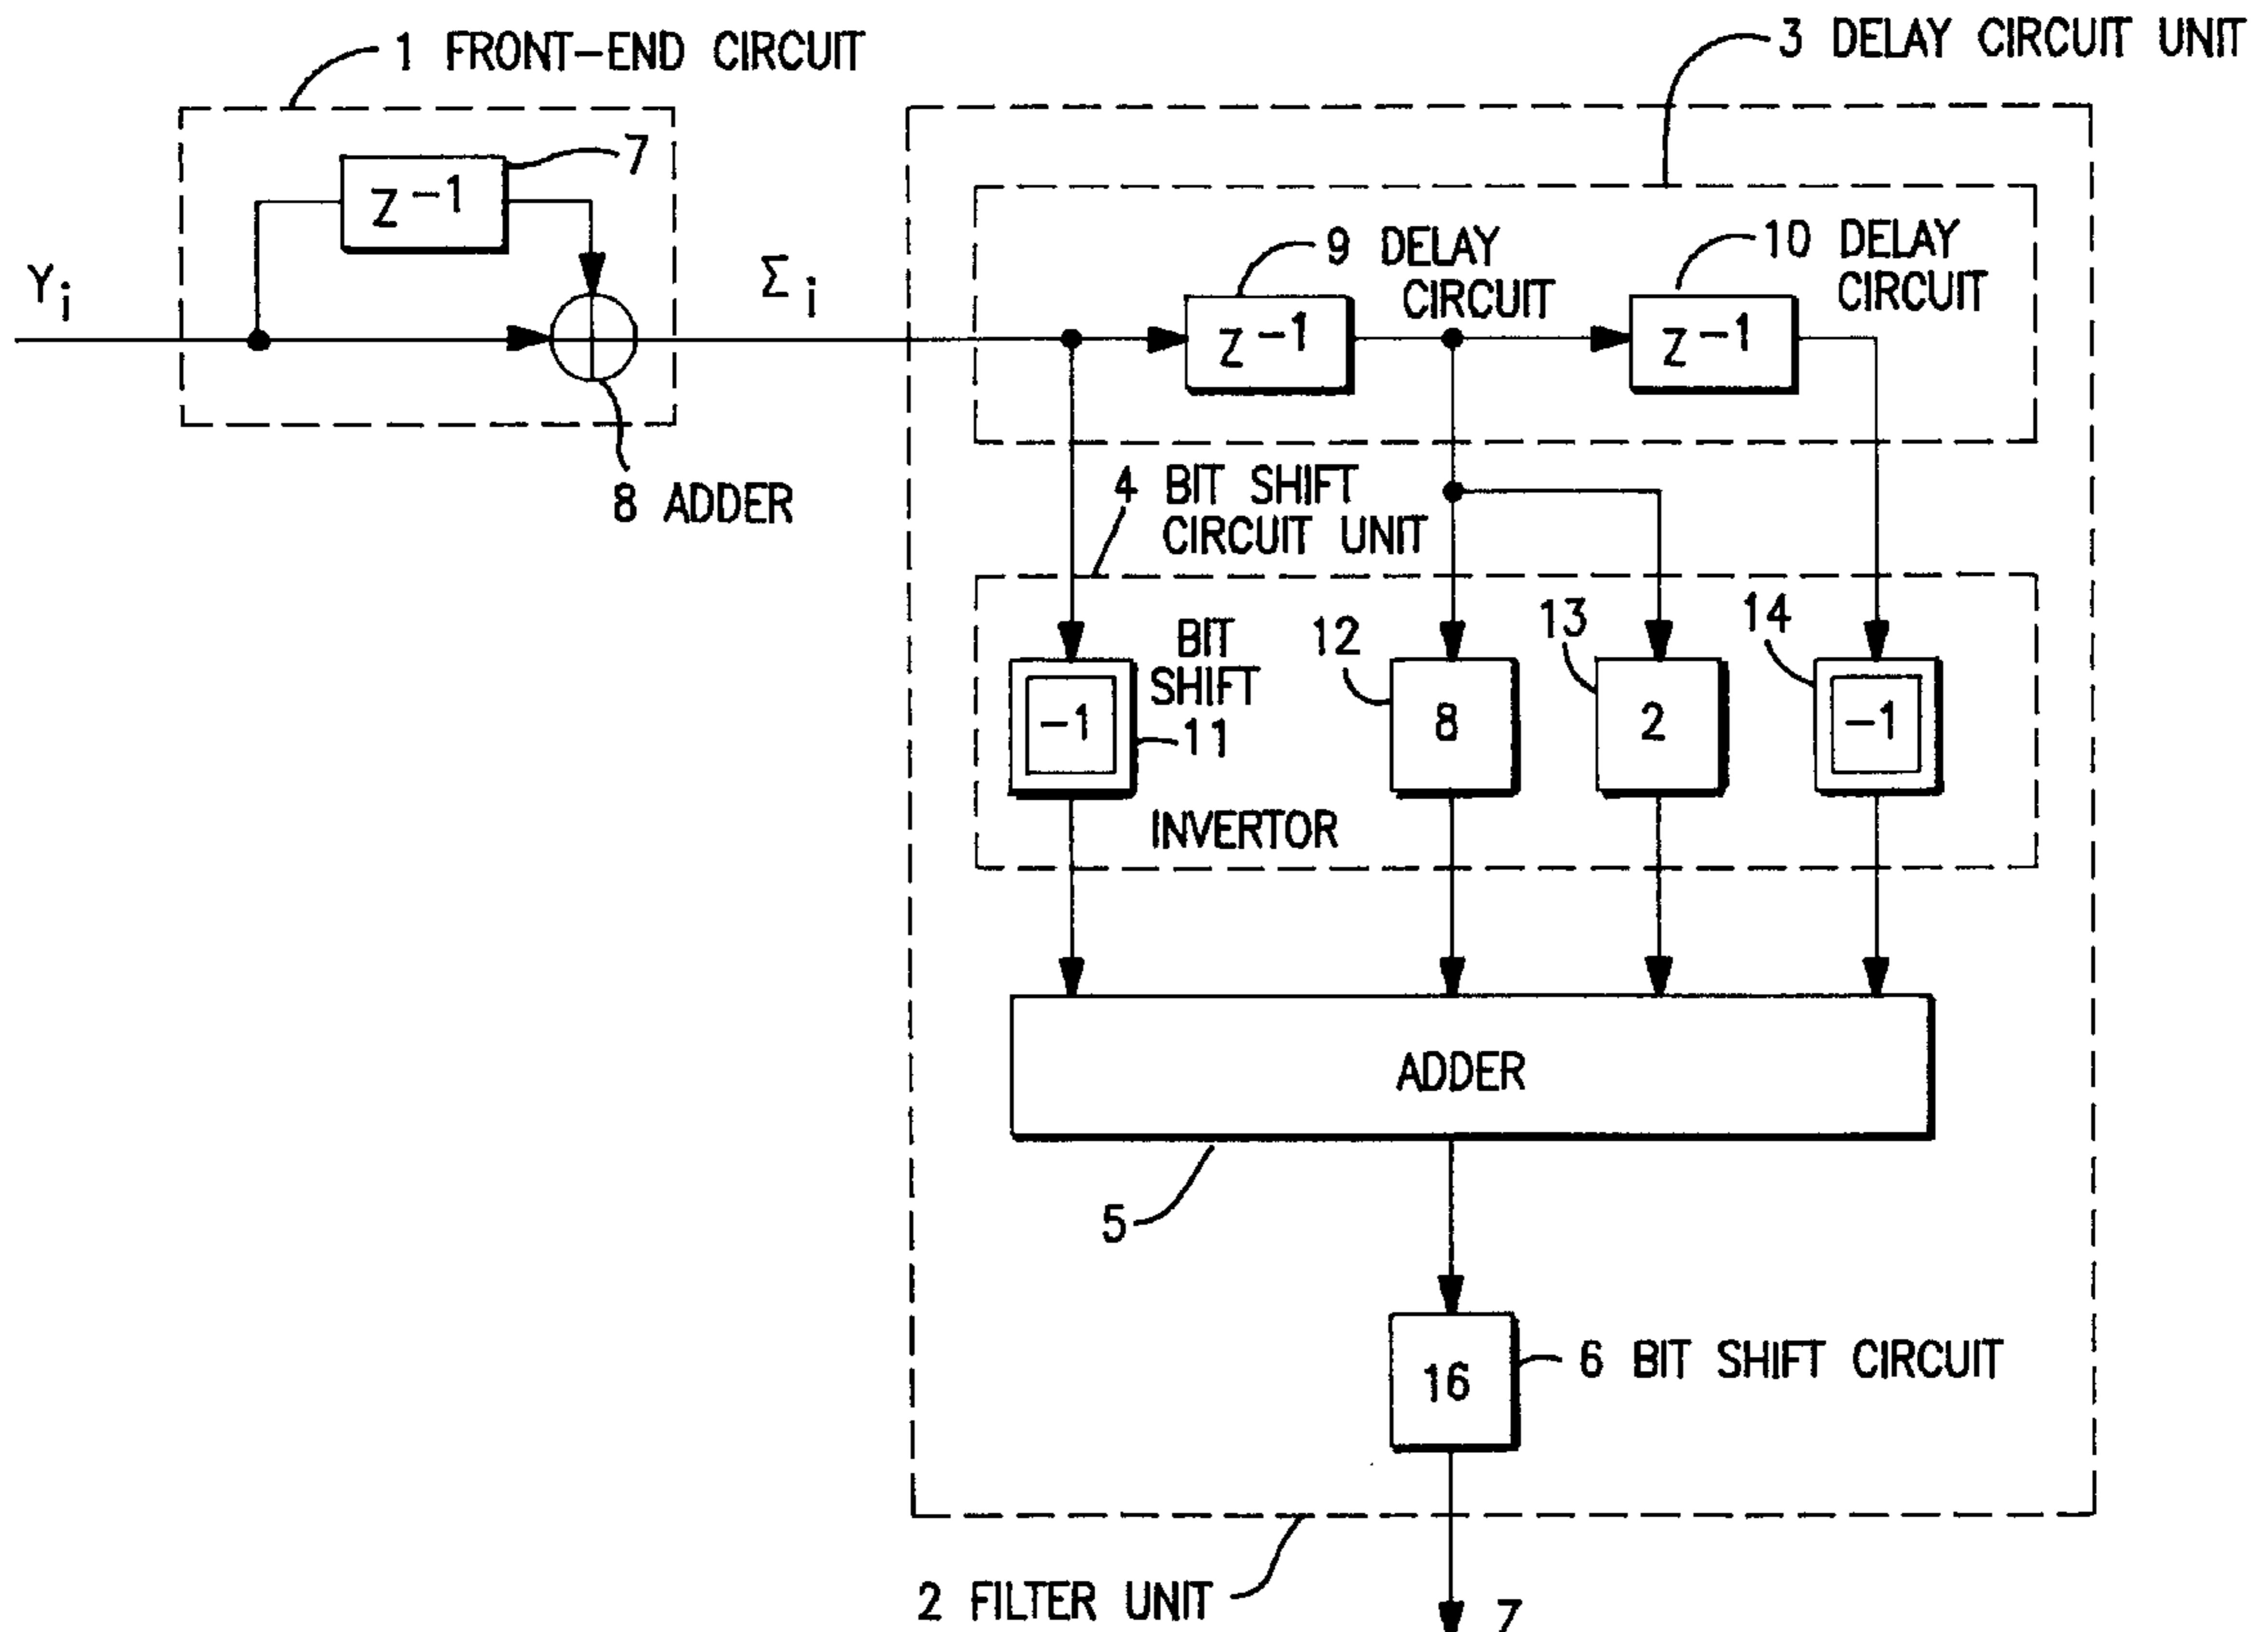 1 FRONT-END CIRCUIT
3 DELAY CIRCUIT UNIT
7
Z⁻¹
Yᵢ
Σᵢ
8 ADDER
9 DELAY
CIRCUIT
10 DELAY
CIRCUIT
Z⁻¹
Z⁻¹
4 BIT SHIFT
CIRCUIT UNIT
BIT
SHIFT
11
12
13
14
-1
8
2
-1
INVERTOR
ADDER
5
16
6 BIT SHIFT CIRCUIT
2 FILTER UNIT